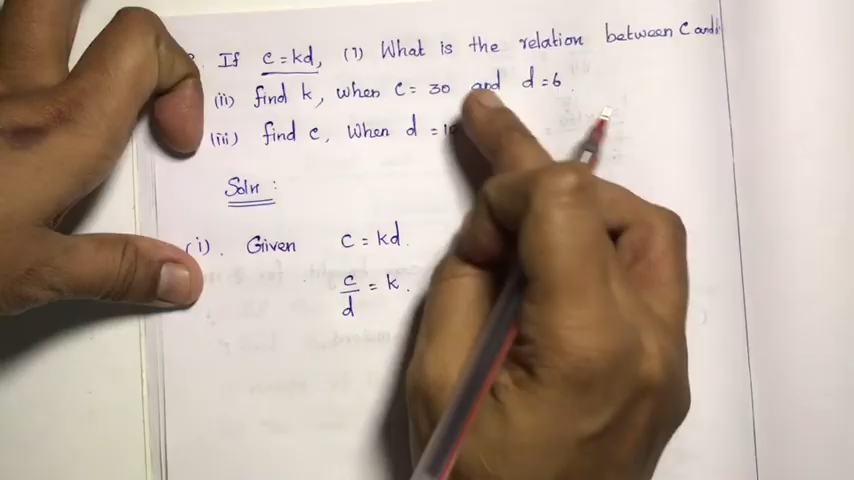 If c=kd, (i) What is the relation between C and
(ii) find k, when C= 30 and d=6.
(iii) find c, when d =
Soln :
(i). Given c=kd.
c/d = k.